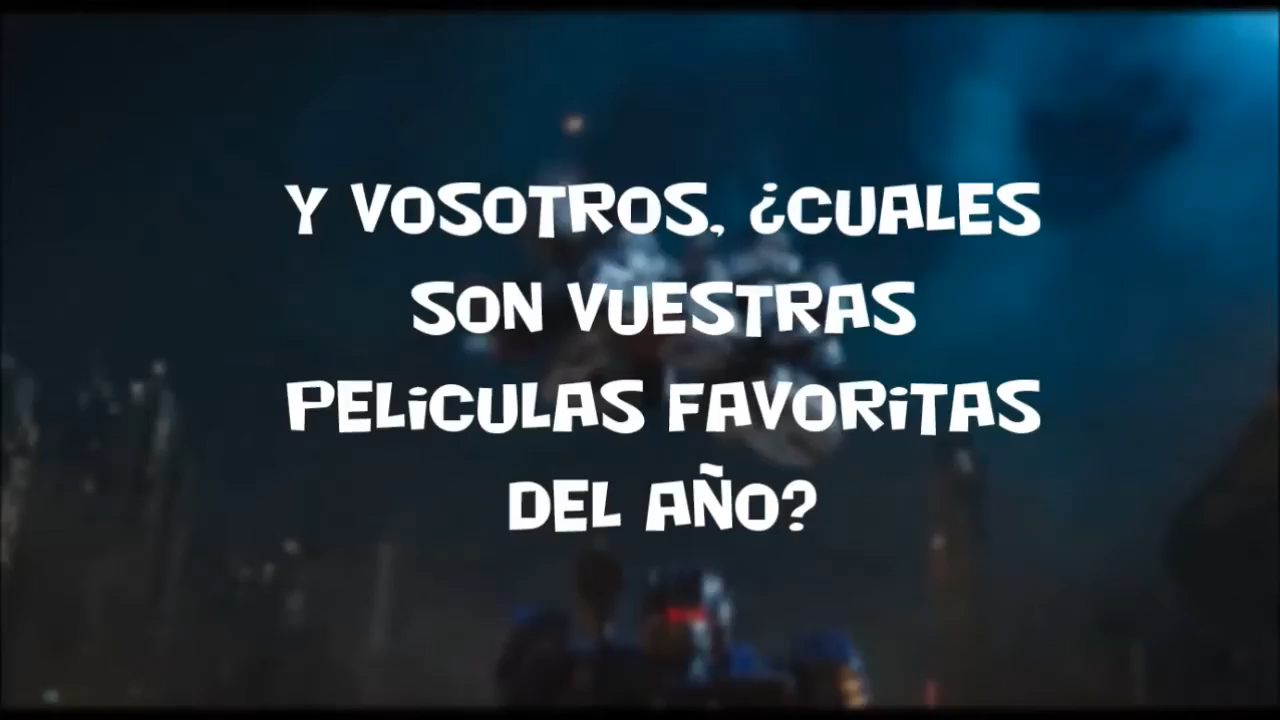 Y VOSOTROS, ¿CUALES
SON VUESTRAS
PELiCULAS FAVORiTAS
DEL AÑO?